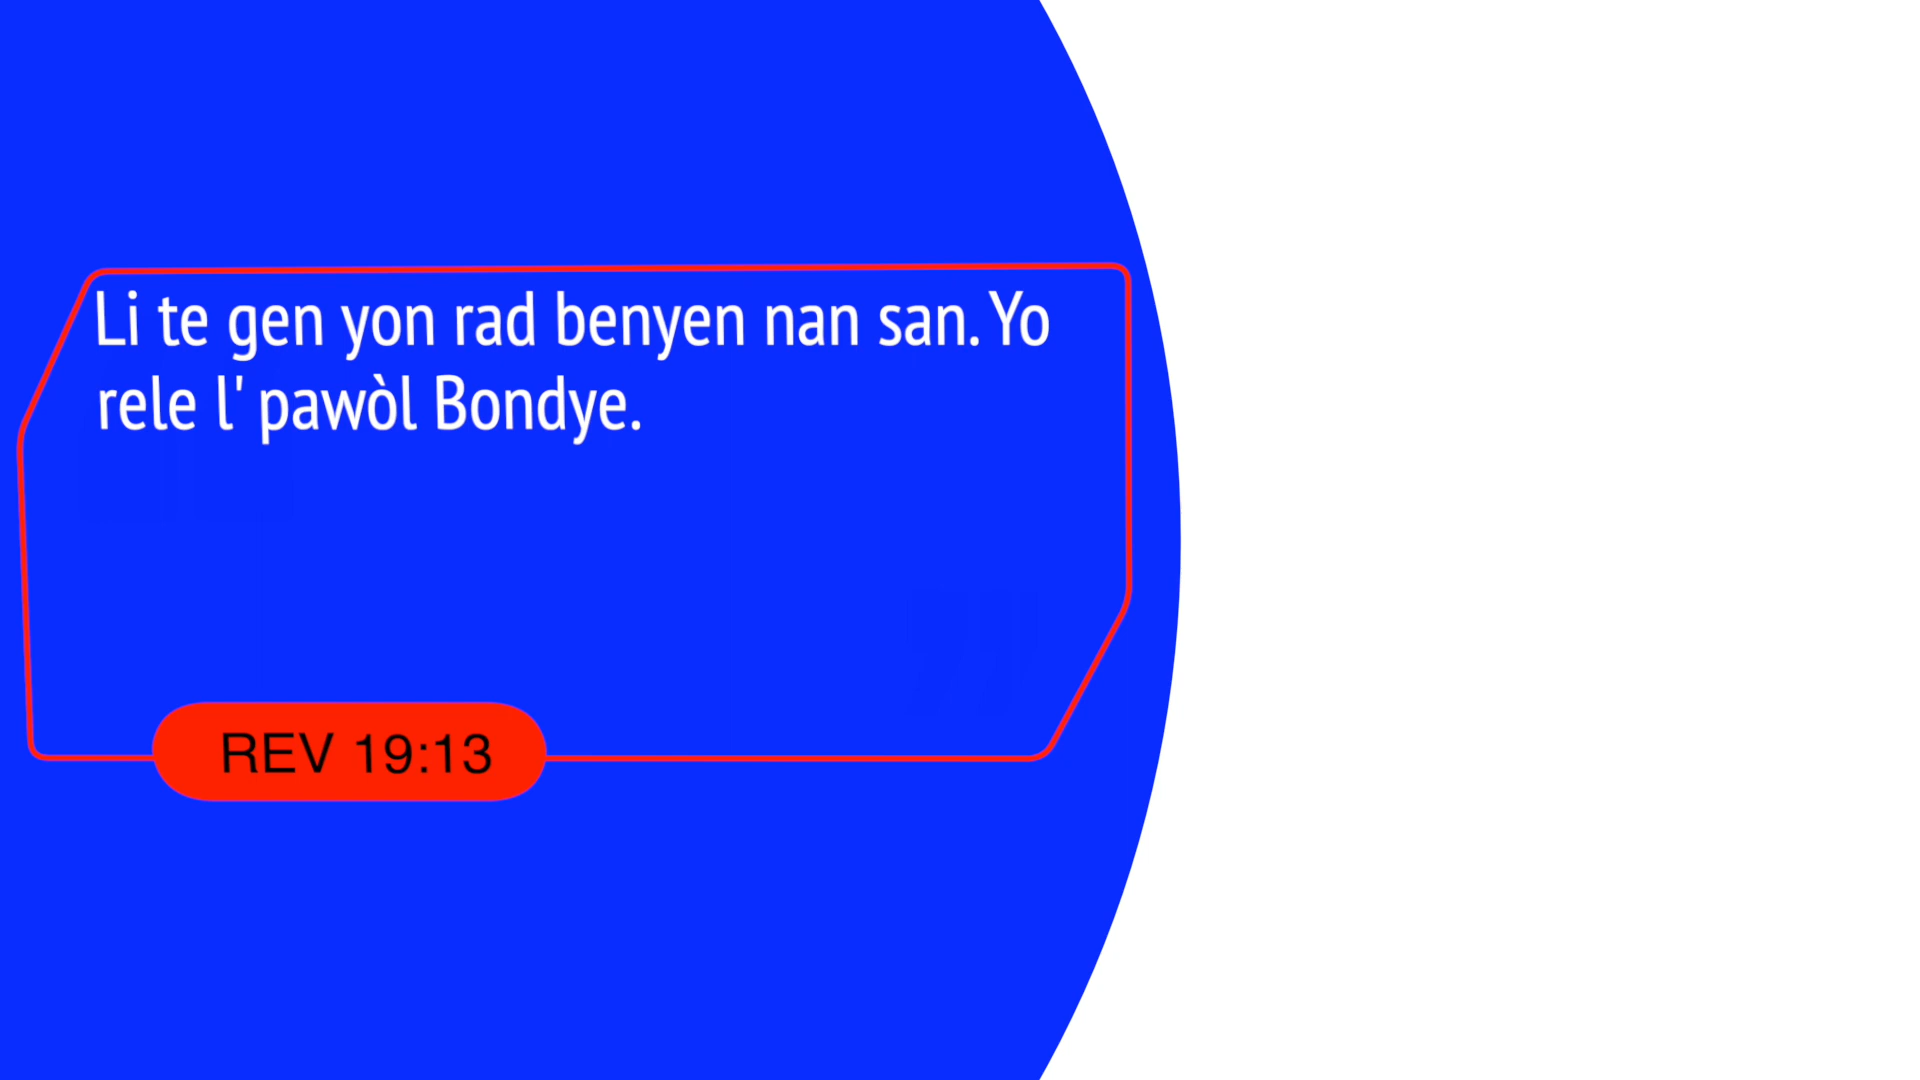 Li te gen yon rad benyen nan san. Yo
rele l' pawòl Bondye.
REV 19:13